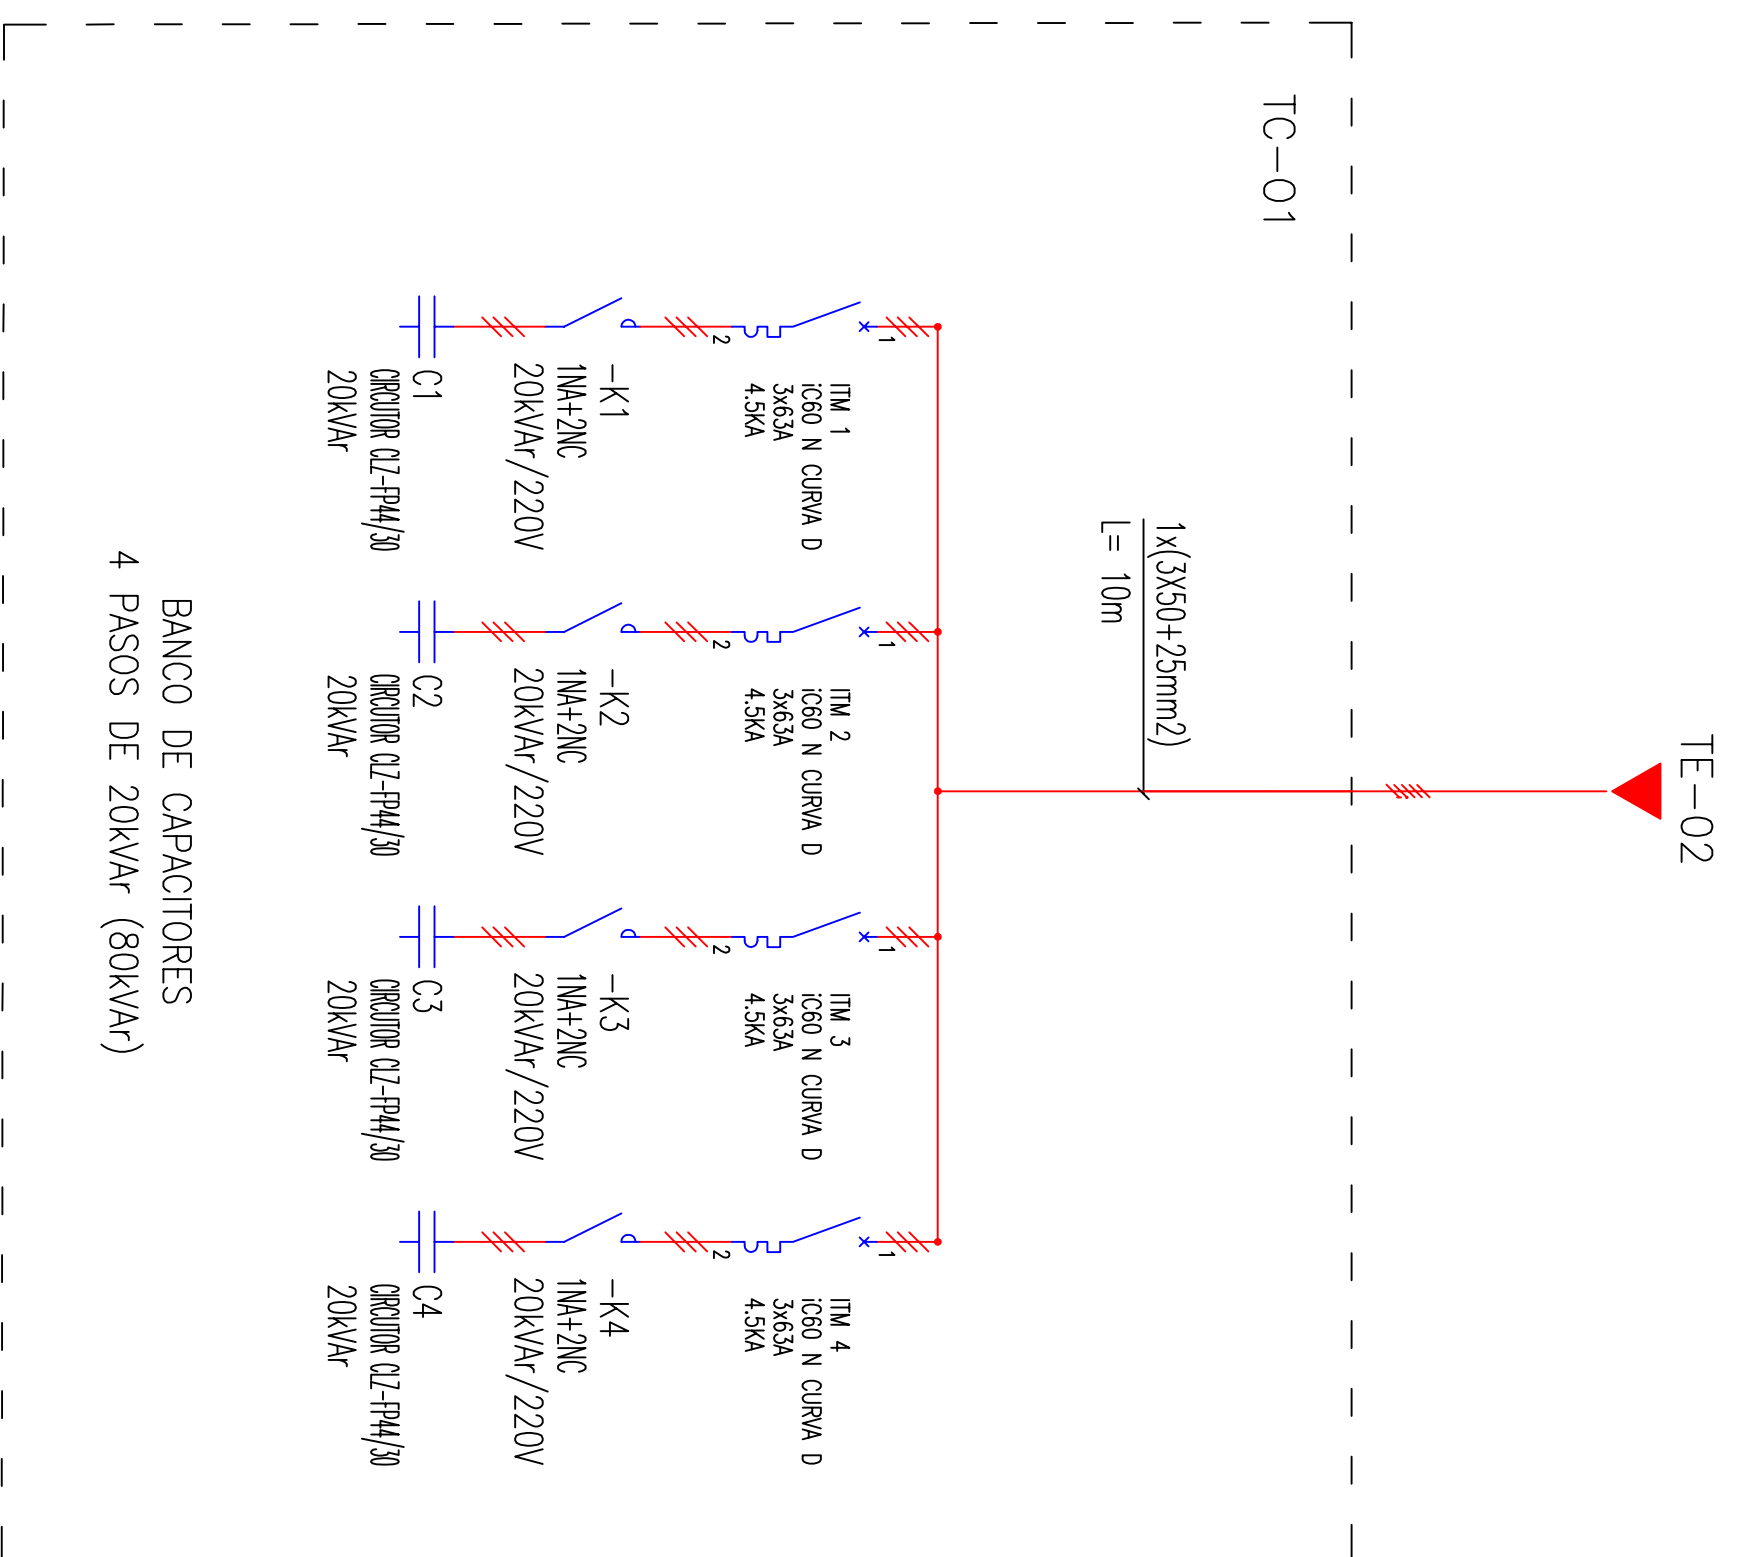 TE-02
TC-01
1x(3X50+25mm2)
L= 10m
1
ITM 1
iC60 N CURVA D
3x63A
4.5KA
2
-K1
1NA+2NC
20kVAr/220V
C1
CIRCUTOR CLZ-FP44/30
20kVAr
1
ITM 2
iC60 N CURVA D
3x63A
4.5KA
2
-K2
1NA+2NC
20kVAr/220V
C2
CIRCUTOR CLZ-FP44/30
20kVAr
1
ITM 3
iC60 N CURVA D
3x63A
4.5KA
2
-K3
1NA+2NC
20kVAr/220V
C3
CIRCUTOR CLZ-FP44/30
20kVAr
1
ITM 4
iC60 N CURVA D
3x63A
4.5KA
2
-K4
1NA+2NC
20kVAr/220V
C4
CIRCUTOR CLZ-FP44/30
20kVAr
BANCO DE CAPACITORES
4 PASOS DE 20kVAr (80kVAr)